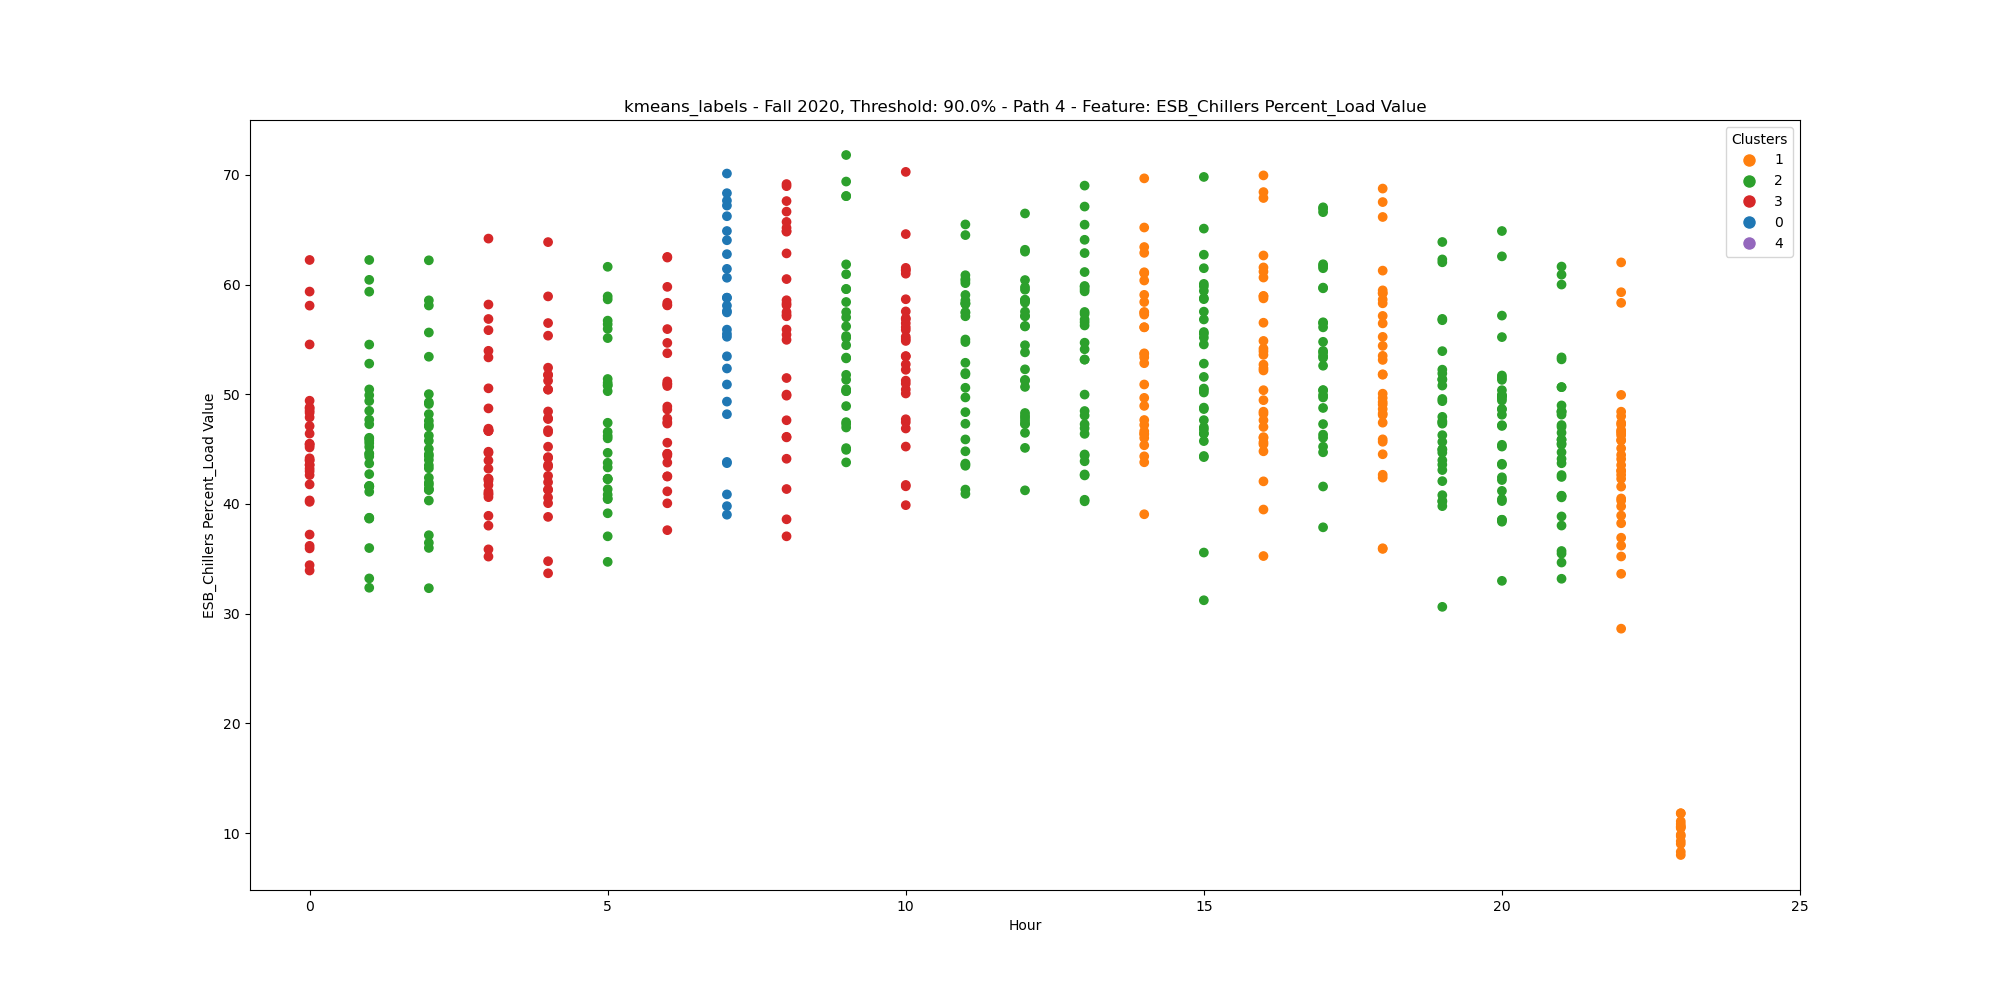 kmeans_labels - Fall 2020, Threshold: 90.0% - Path 4 - Feature: ESB_Chillers Percent_Load Value
Clusters
1
2
3
0
4
ESB_Chillers Percent_Load Value
70
60
50
40
30
20
10
0 5 10 15 20 25
Hour